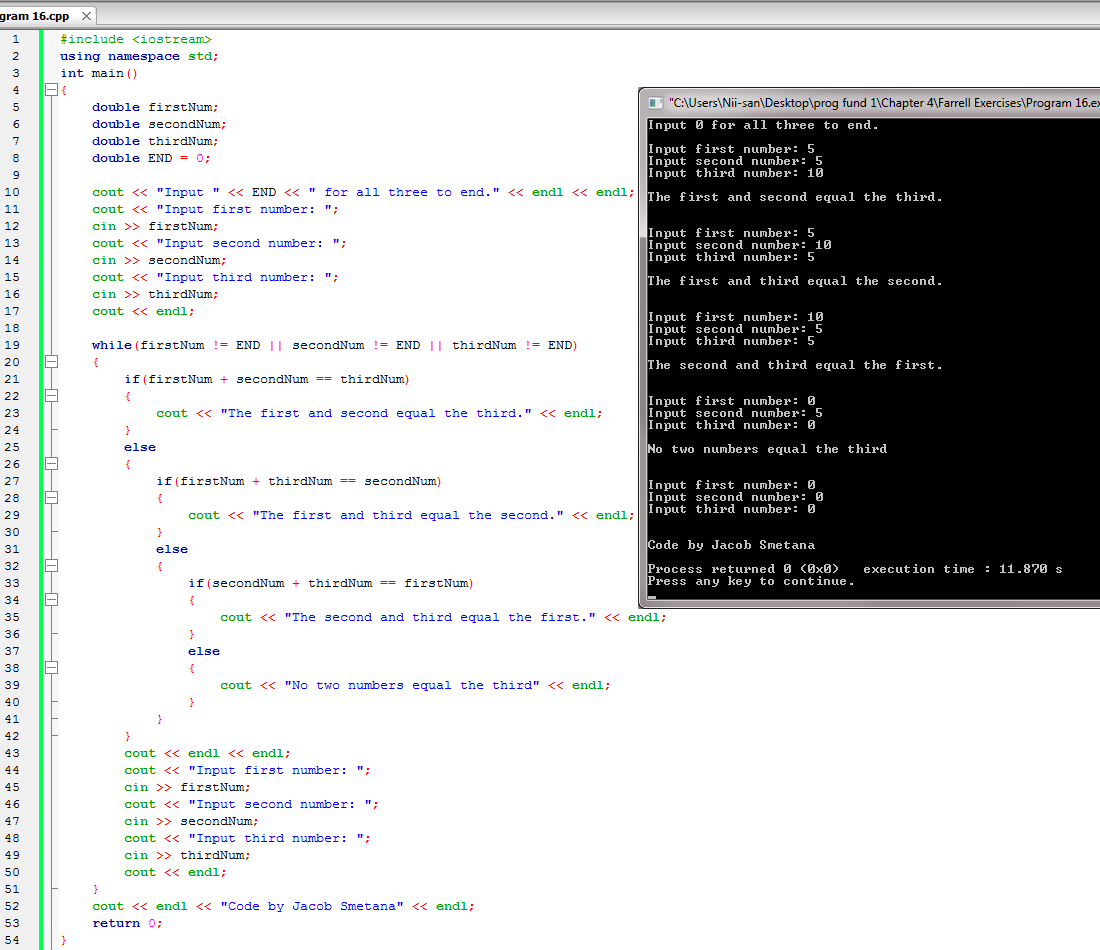 gram 16.cpp
1 #include <iostream>
2 using namespace std;
3 int main()
4 {
5 double firstNum;
6 double secondNum;
7 double thirdNum;
8 double END = 0;
9
10 cout << "Input " << END << " for all three to end." << endl << endl;
11 cout << "Input first number: ";
12 cin >> firstNum;
13 cout << "Input second number: ";
14 cin >> secondNum;
15 cout << "Input third number: ";
16 cin >> thirdNum;
17 cout << endl;
18
19 while(firstNum != END || secondNum != END || thirdNum != END)
20 {
21 if(firstNum + secondNum == thirdNum)
22 {
23 cout << "The first and second equal the third." << endl;
24 }
25 else
26 {
27 if(firstNum + thirdNum == secondNum)
28 {
29 cout << "The first and third equal the second." << endl;
30 }
31 else
32 {
33 if(secondNum + thirdNum == firstNum)
34 {
35 cout << "The second and third equal the first." << endl;
36 }
37 else
38 {
39 cout << "No two numbers equal the third" << endl;
40 }
41 }
42 }
43 cout << endl << endl;
44 cout << "Input first number: ";
45 cin >> firstNum;
46 cout << "Input second number: ";
47 cin >> secondNum;
48 cout << "Input third number: ";
49 cin >> thirdNum;
50 cout << endl;
51 }
52 cout << endl << "Code by Jacob Smetana" << endl;
53 return 0;
54 }
"C:\Users\Nii-san\Desktop\prog fund 1\Chapter 4\Farrell Exercises\Program 16.ex
Input 0 for all three to end.
Input first number: 5
Input second number: 5
Input third number: 10
The first and second equal the third.
Input first number: 5
Input second number: 10
Input third number: 5
The first and third equal the second.
Input first number: 10
Input second number: 5
Input third number: 5
The second and third equal the first.
Input first number: 0
Input second number: 5
Input third number: 0
No two numbers equal the third
Input first number: 0
Input second number: 0
Input third number: 0
Code by Jacob Smetana
Process returned 0 (0x0) execution time : 11.870 s
Press any key to continue.